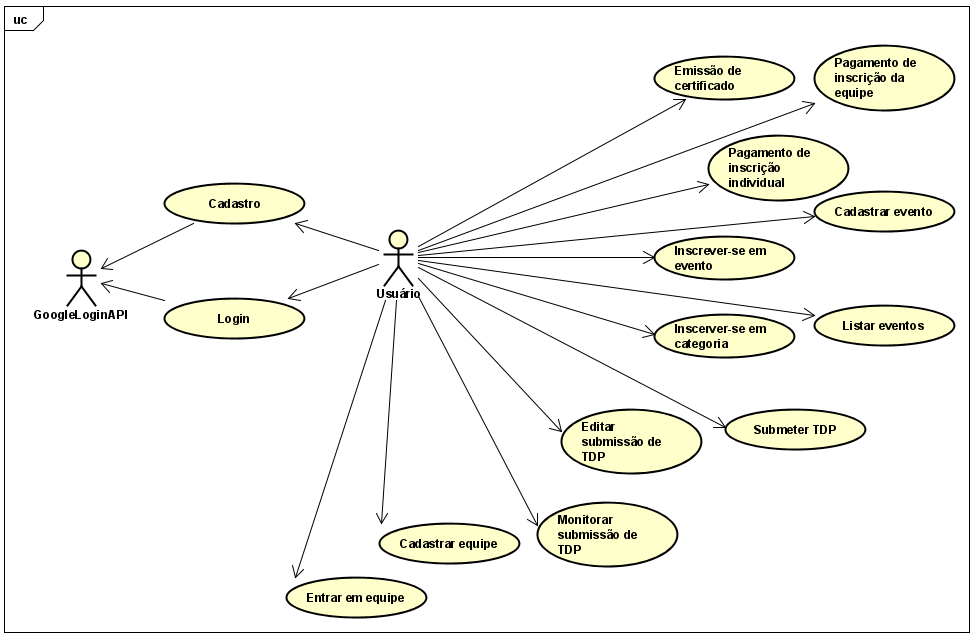 uc
Emissão de
certificado
Pagamento de
inscrição da
equipe
Pagamento de
inscrição
individual
Cadastro
Cadastrar evento
Inscrever-se em
evento
Usuário
GoogleLoginAPI
Login
Inscerver-se em
categoria
Listar eventos
Editar
submissão de
TDP
Submeter TDP
Monitorar
submissão de
TDP
Cadastrar equipe
Entrar em equipe